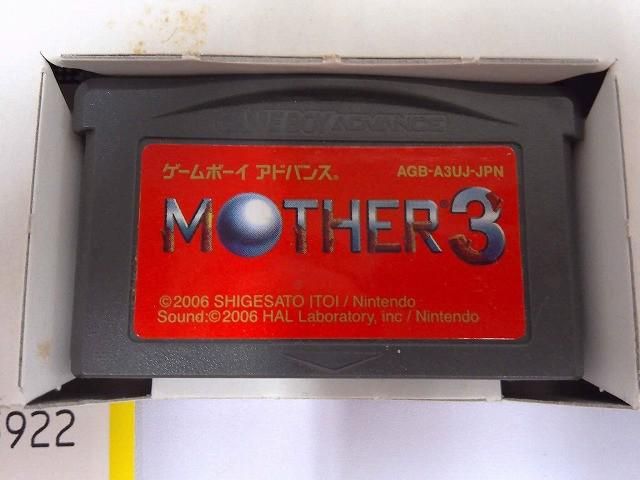 GAME BOY ADVANCE
ゲームボーイ アドバンス®
AGB-A3UJ-JPN
MOTHER®3
©2006 SHIGESATO ITOI / Nintendo
Sound:©2006 HAL Laboratory, inc / Nintendo
922